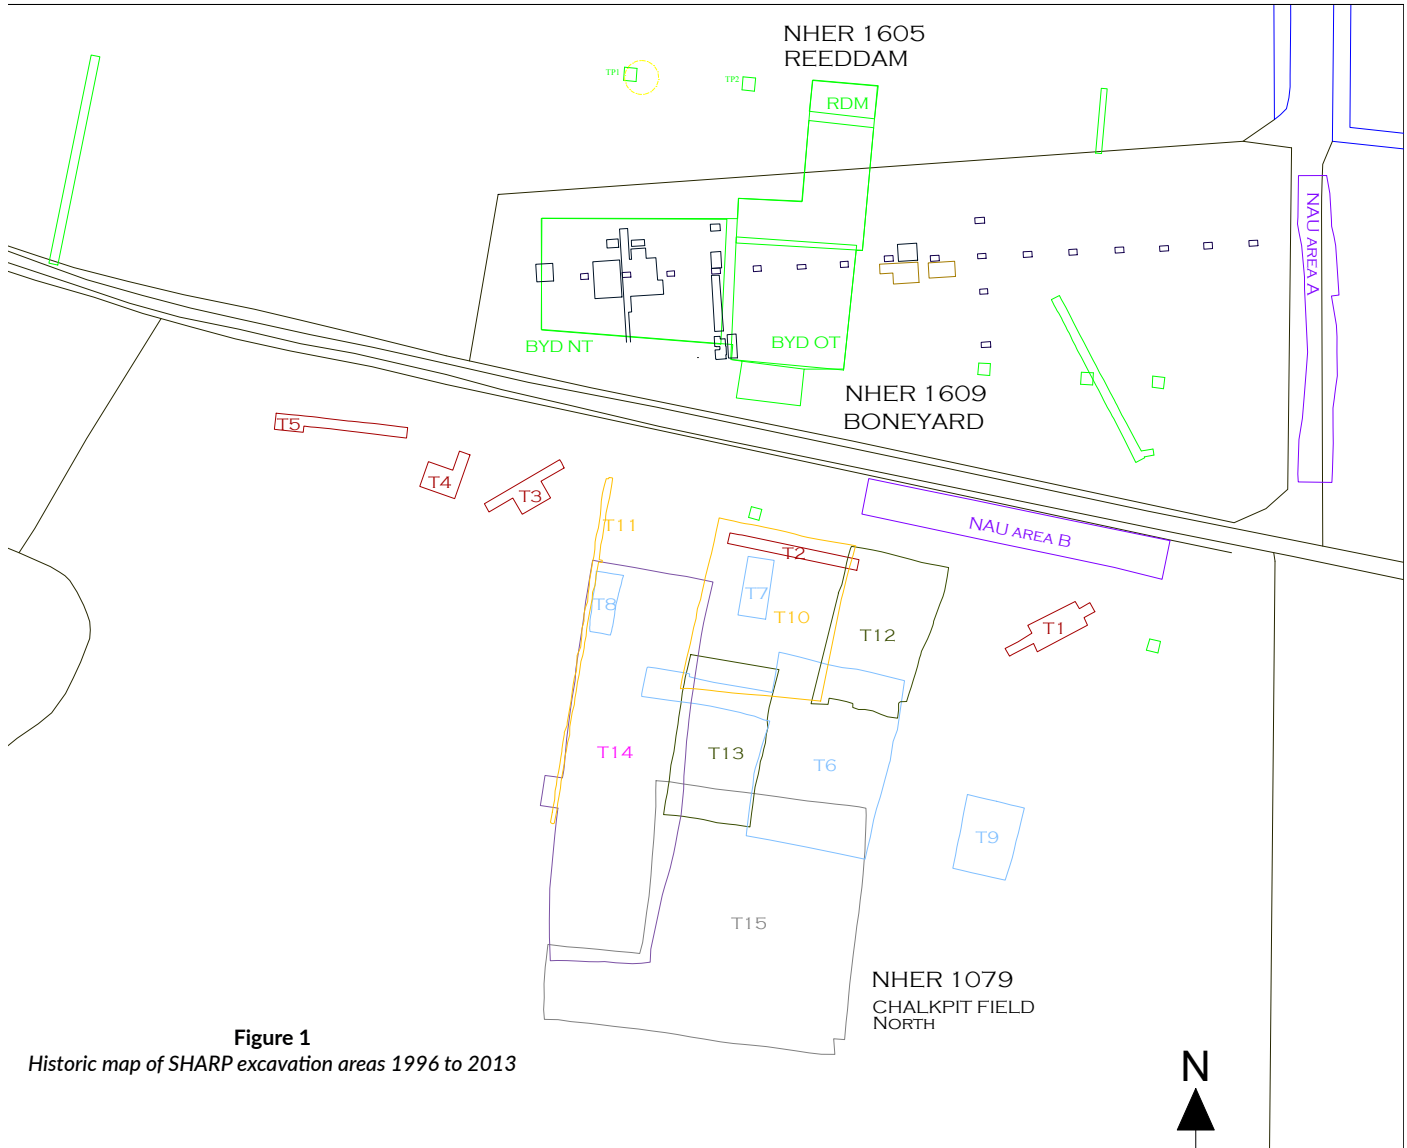 NHER 1605
REEDDAM
TP1
TP2
RDM
NAU AREA A
BYD NT
BYD OT
NHER 1609
BONEYARD
T5
T4
T3
T11
NAU AREA B
T2
T7
T8
T10
T12
T1
T14
T13
T6
T9
T15
NHER 1079
CHALKPIT FIELD
NORTH
Figure 1
Historic map of SHARP excavation areas 1996 to 2013
N